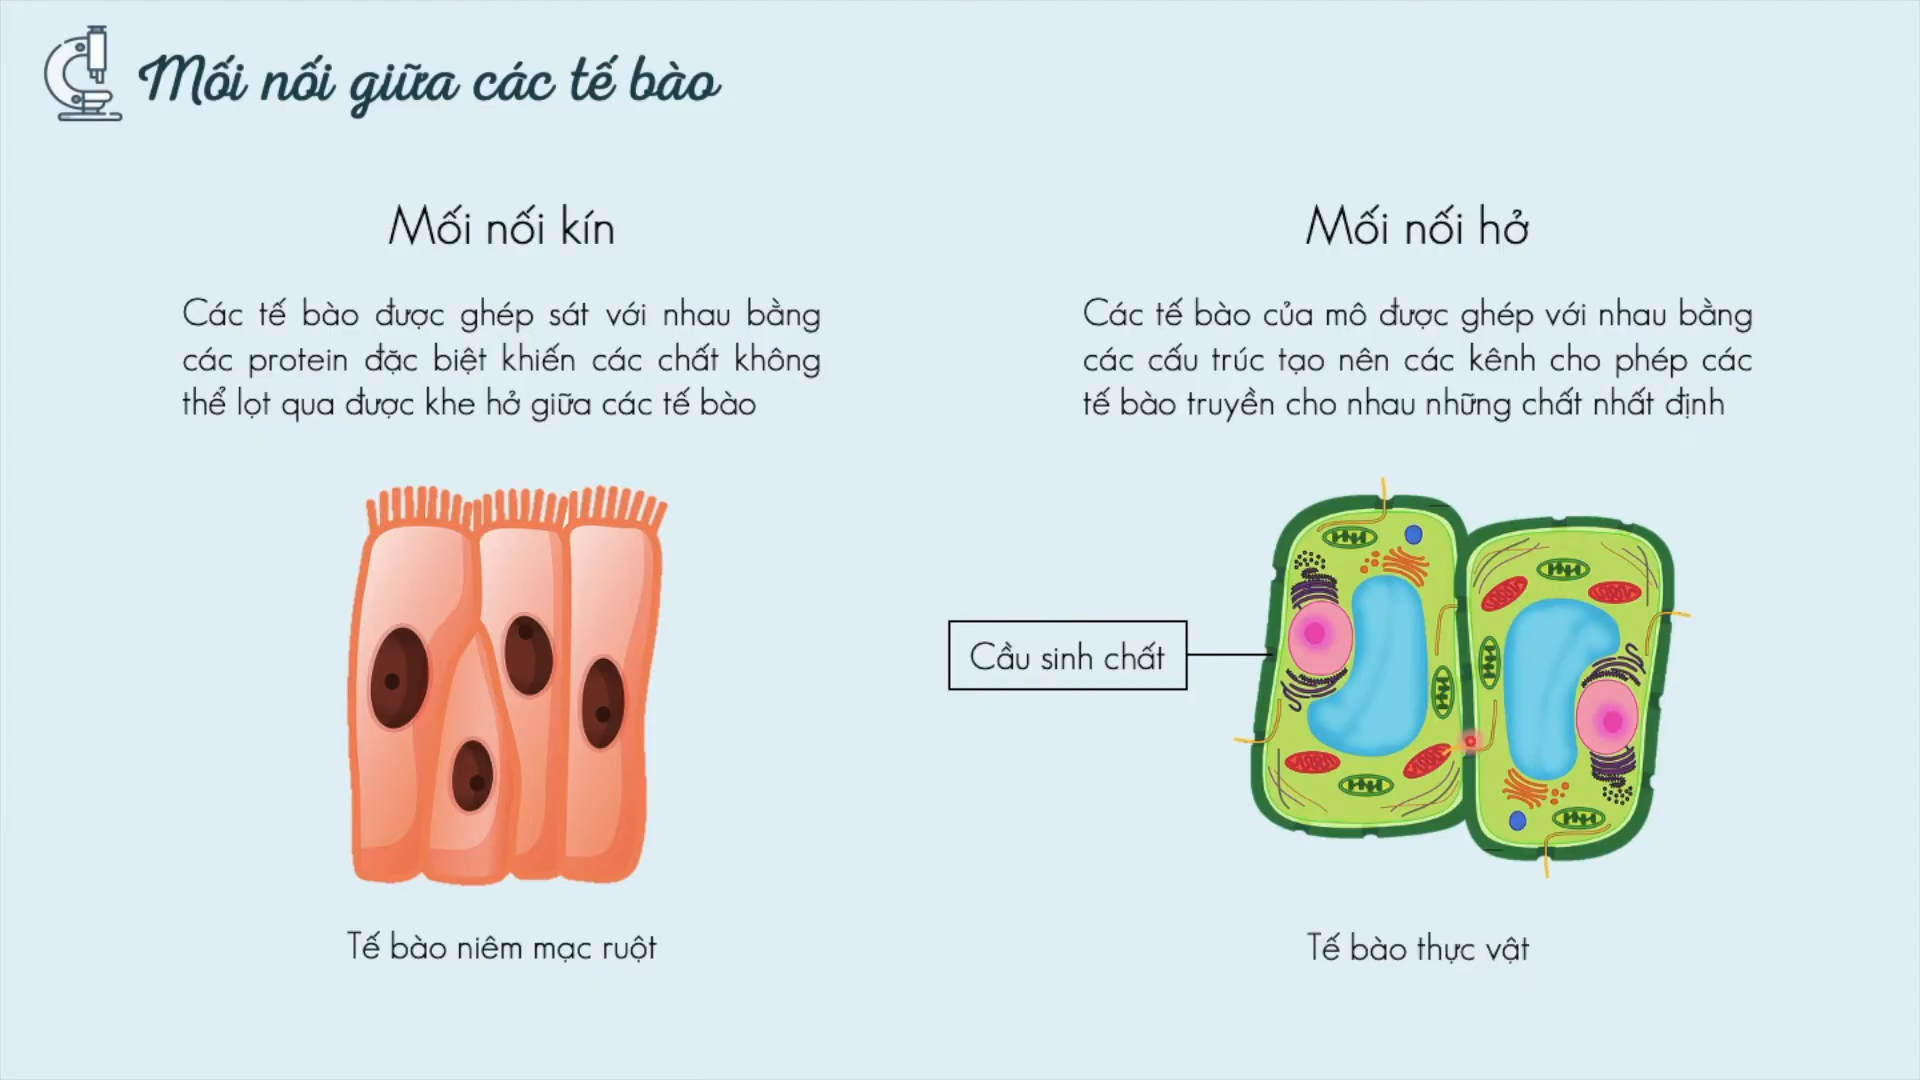 Mối nối giữa các tế bào
Mối nối kín
Các tế bào được ghép sát với nhau bằng
các protein đặc biệt khiến các chất không
thể lọt qua được khe hở giữa các tế bào
Tế bào niêm mạc ruột
Mối nối hở
Các tế bào của mô được ghép với nhau bằng
các cấu trúc tạo nên các kênh cho phép các
tế bào truyền cho nhau những chất nhất định
Cầu sinh chất
Tế bào thực vật